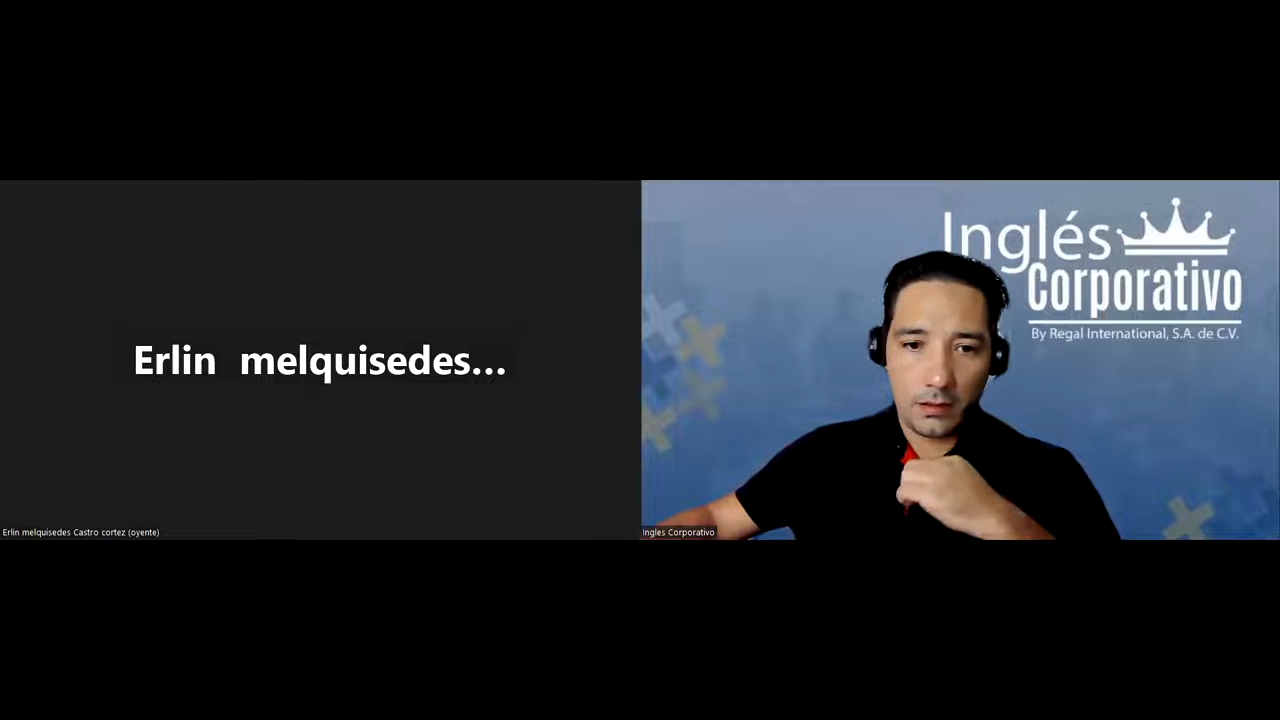 Erlin melquisedes...
Erlin melquisedes Castro cortez (oyente)
Inglés
Corporativo
By Regal International, S.A. de C.V.
Ingles Corporativo